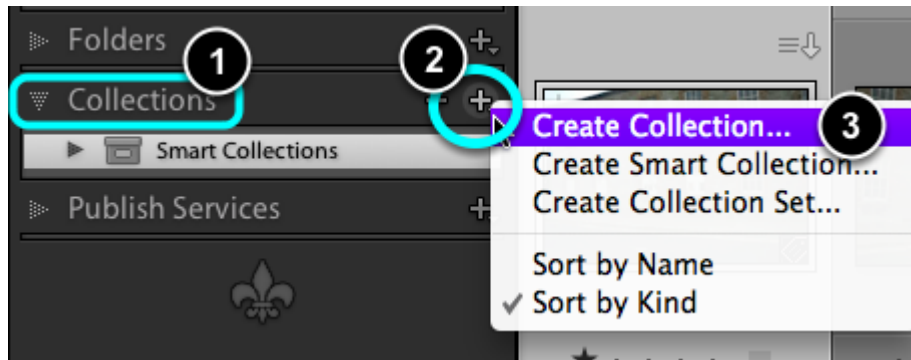 Folders
1
2
Collections
Create Collection...
3
Smart Collections
Create Smart Collection...
Publish Services
Create Collection Set...
Sort by Name
✓ Sort by Kind